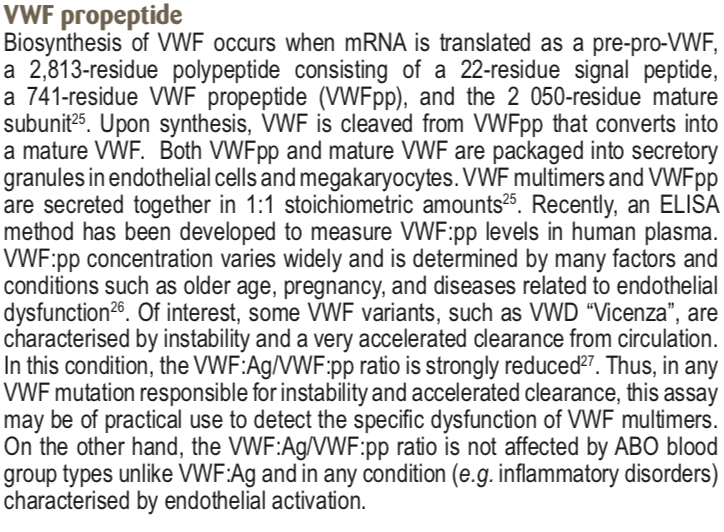 VWF propeptide
Biosynthesis of VWF occurs when mRNA is translated as a pre-pro-VWF,
a 2,813-residue polypeptide consisting of a 22-residue signal peptide,
a 741-residue VWF propeptide (VWFpp), and the 2 050-residue mature
subunit²⁵. Upon synthesis, VWF is cleaved from VWFpp that converts into
a mature VWF. Both VWFpp and mature VWF are packaged into secretory
granules in endothelial cells and megakaryocytes. VWF multimers and VWFpp
are secreted together in 1:1 stoichiometric amounts²⁵. Recently, an ELISA
method has been developed to measure VWF:pp levels in human plasma.
VWF:pp concentration varies widely and is determined by many factors and
conditions such as older age, pregnancy, and diseases related to endothelial
dysfunction²⁶. Of interest, some VWF variants, such as VWD “Vicenza”, are
characterised by instability and a very accelerated clearance from circulation.
In this condition, the VWF:Ag/VWF:pp ratio is strongly reduced²⁷. Thus, in any
VWF mutation responsible for instability and accelerated clearance, this assay
may be of practical use to detect the specific dysfunction of VWF multimers.
On the other hand, the VWF:Ag/VWF:pp ratio is not affected by ABO blood
group types unlike VWF:Ag and in any condition (e.g. inflammatory disorders)
characterised by endothelial activation.